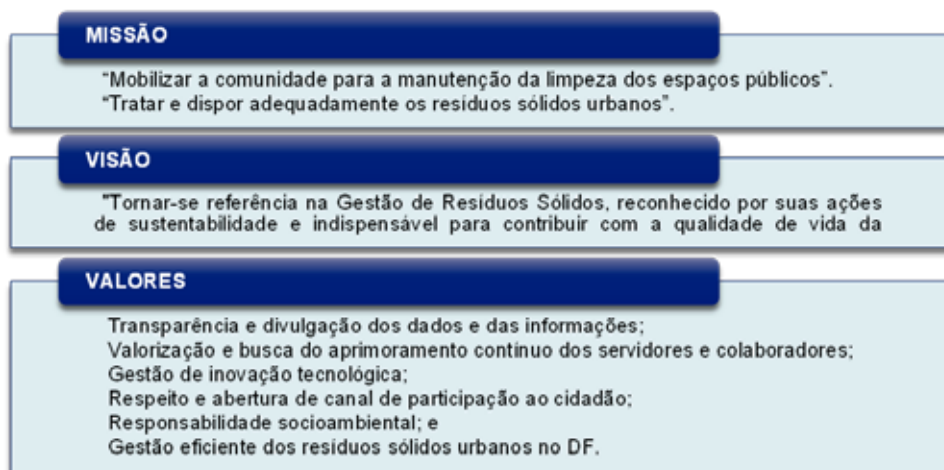 MISSÃO
“Mobilizar a comunidade para a manutenção da limpeza dos espaços públicos”.
“Tratar e dispor adequadamente os resíduos sólidos urbanos”.
VISÃO
"Tornar-se referência na Gestão de Resíduos Sólidos, reconhecido por suas ações
de sustentabilidade e indispensável para contribuir com a qualidade de vida da
VALORES
Transparência e divulgação dos dados e das informações;
Valorização e busca do aprimoramento contínuo dos servidores e colaboradores;
Gestão de inovação tecnológica;
Respeito e abertura de canal de participação ao cidadão;
Responsabilidade socioambiental; e
Gestão eficiente dos resíduos sólidos urbanos no DF.